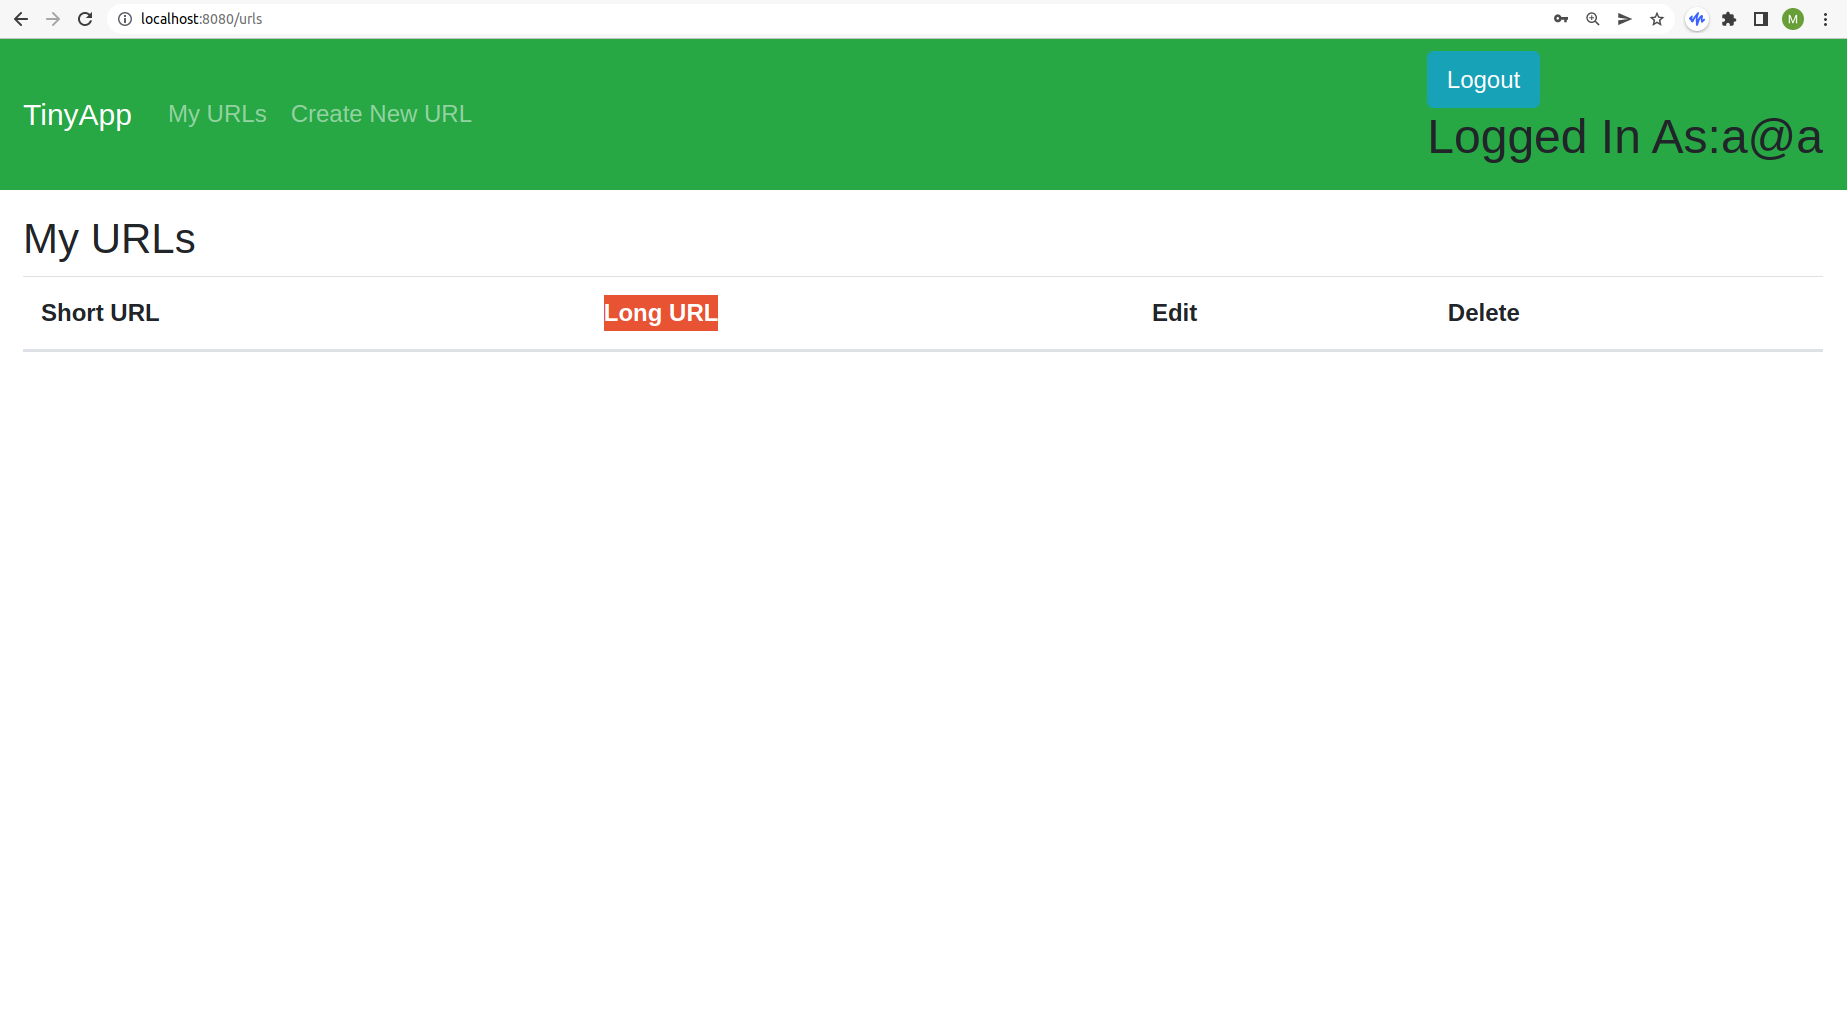 localhost:8080/urls
M
TinyApp My URLs Create New URL
Logout
Logged In As:a@a
My URLs
Short URL Long URL Edit Delete